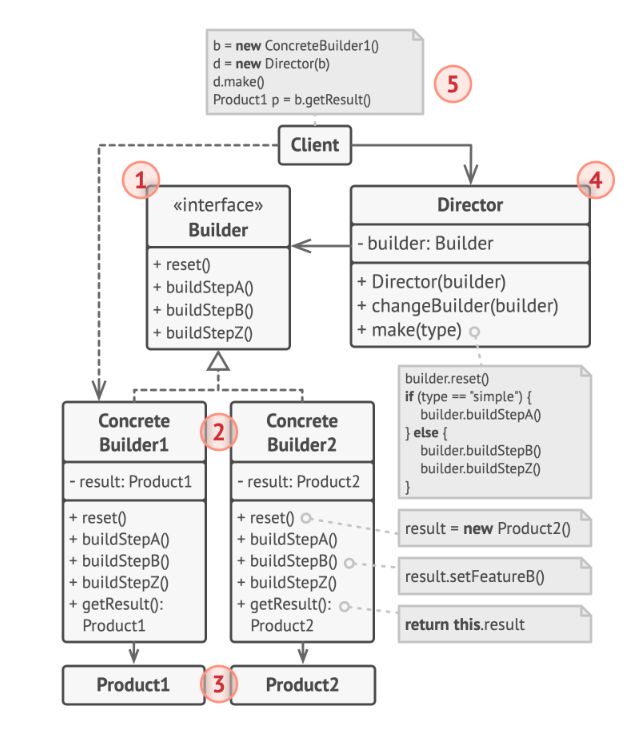 b = new ConcreteBuilder1()
d = new Director(b)
d.make()
Product1 p = b.getResult()
5
Client
1
«interface»
Builder
+ reset()
+ buildStepA()
+ buildStepB()
+ buildStepZ()
4
Director
- builder: Builder
+ Director(builder)
+ changeBuilder(builder)
+ make(type)
builder.reset()
if (type == "simple") {
builder.buildStepA()
} else {
builder.buildStepB()
builder.buildStepZ()
}
2
Concrete
Builder1
- result: Product1
+ reset()
+ buildStepA()
+ buildStepB()
+ buildStepZ()
+ getResult():
Product1
Concrete
Builder2
- result: Product2
+ reset()
+ buildStepA()
+ buildStepB()
+ buildStepZ()
+ getResult():
Product2
result = new Product2()
result.setFeatureB()
return this.result
Product1
3
Product2